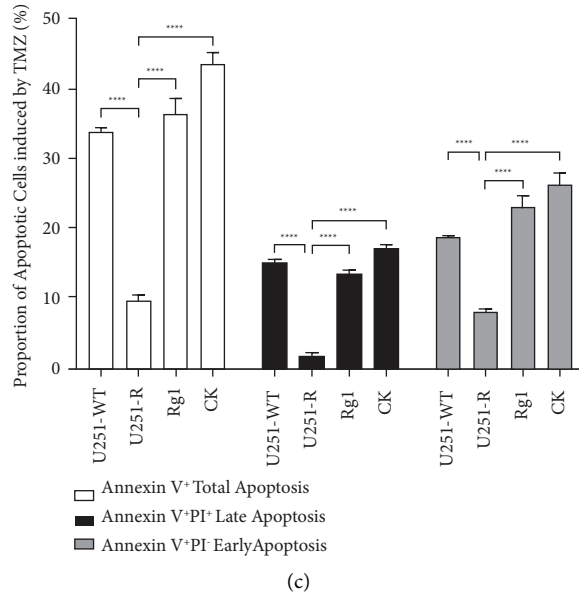 Proportion of Apoptotic Cells induced by TMZ (%)
50
40
30
20
10
0
****
****
****
****
****
****
****
****
****
U251-WT
U251-R
Rg1
CK
U251-WT
U251-R
Rg1
CK
U251-WT
U251-R
Rg1
CK
Annexin V⁺ Total Apoptosis
Annexin V⁺PI⁺ Late Apoptosis
Annexin V⁺PI⁻ EarlyApoptosis
(c)